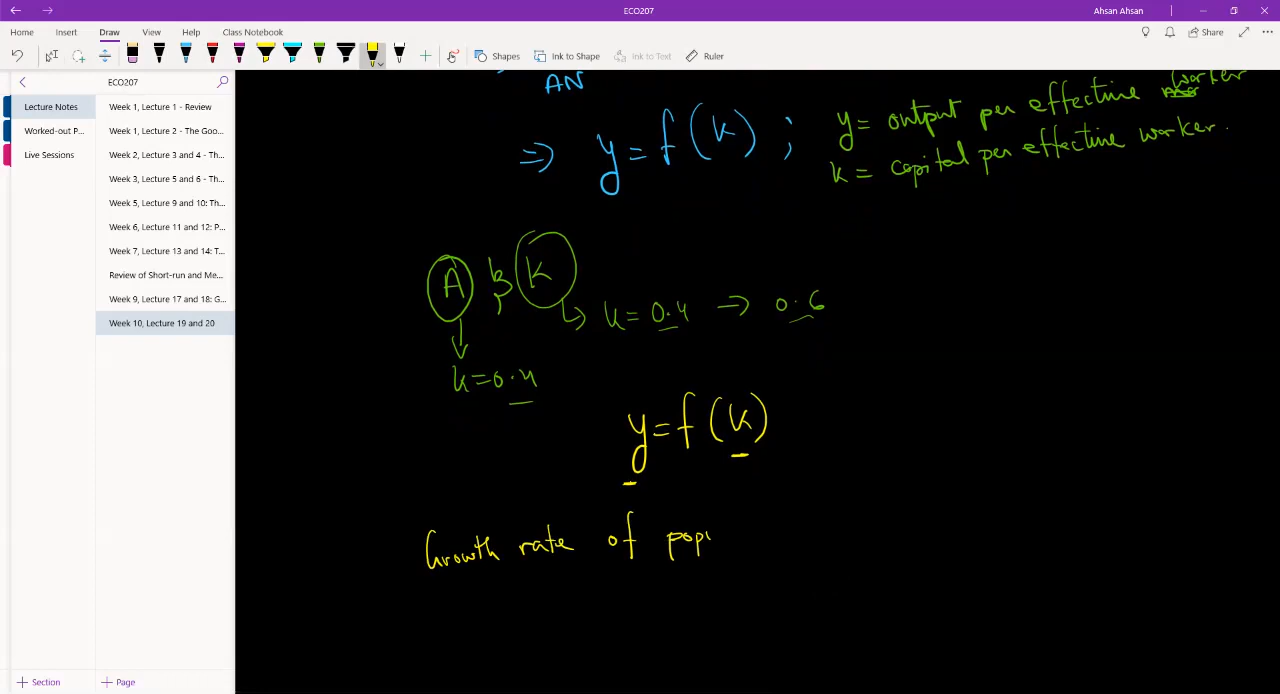 ECO207
Ahsan Ahsan
Home Insert Draw View Help Class Notebook
Share
Shapes Ink to Shape Ink to Text Ruler
ECO207
Lecture Notes
Worked-out P...
Live Sessions
Week 1, Lecture 1 - Review
Week 1, Lecture 2 - The Goo...
Week 2, Lecture 3 and 4 - Th...
Week 3, Lecture 5 and 6 - Th...
Week 5, Lecture 9 and 10: Th...
Week 6, Lecture 11 and 12: P...
Week 7, Lecture 13 and 14: T...
Review of Short-run and Me...
Week 9, Lecture 17 and 18: G...
Week 10, Lecture 19 and 20
+ Section
+ Page
AN
⇒ y = f(k) ;
y = output per effective worker
k = capital per effective worker.
A & K
k = 0.4 → 0.6
k = 0.4
y = f(k)
Growth rate of pop